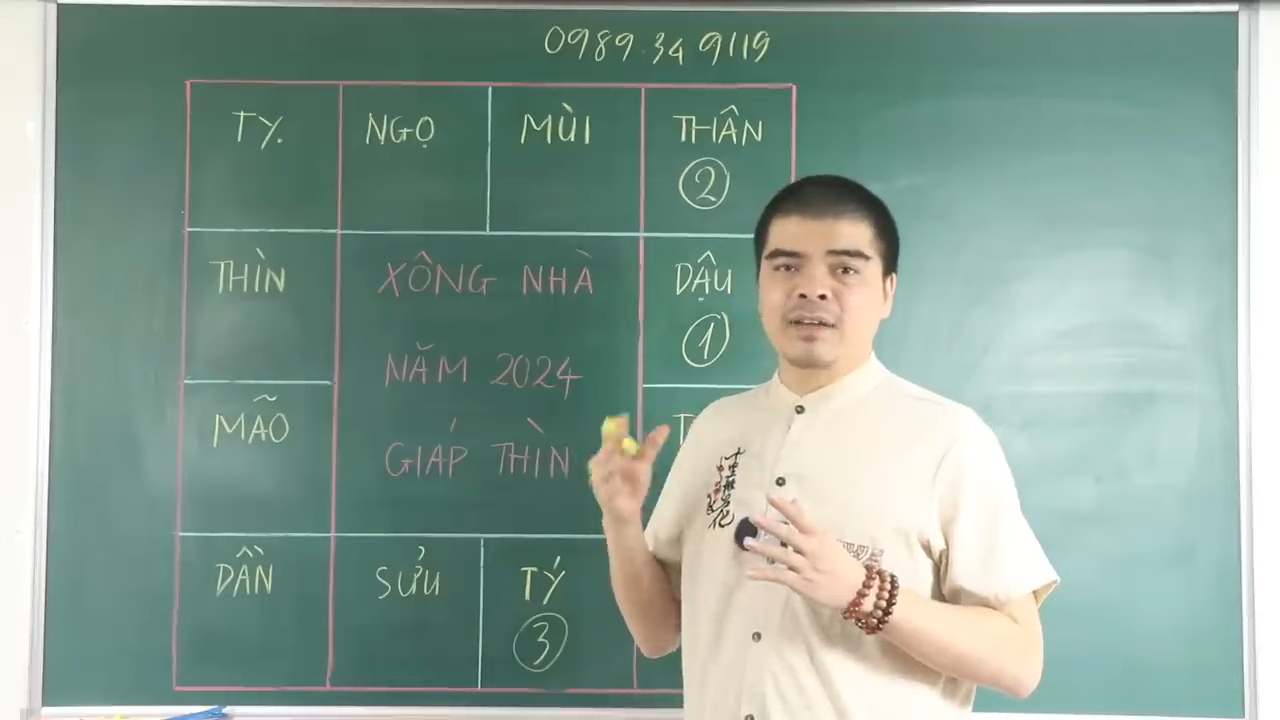 0989.34 9119
TỴ
NGỌ
MÙI
THÂN
②
THÌN
XÔNG NHÀ
DẬU
①
NĂM 2024
MÃO
GIÁP THÌN
DẦN
SỬU
TÝ
③